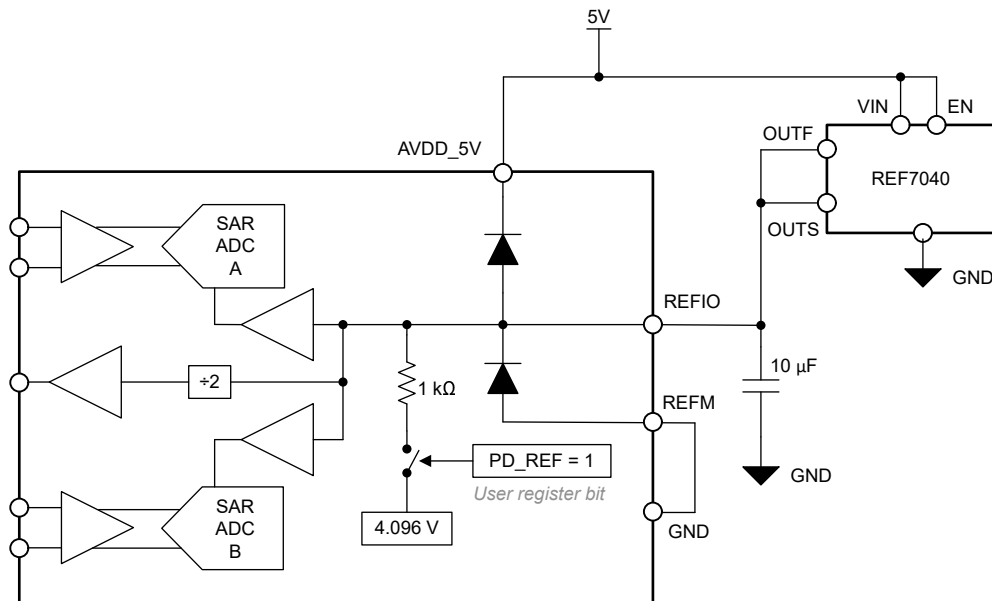 5V
VIN
EN
OUTF
AVDD_5V
REF7040
SAR
ADC
A
OUTS
GND
REFIO
÷2
1 kΩ
10 µF
REFM
PD_REF = 1
GND
User register bit
SAR
ADC
B
4.096 V
GND